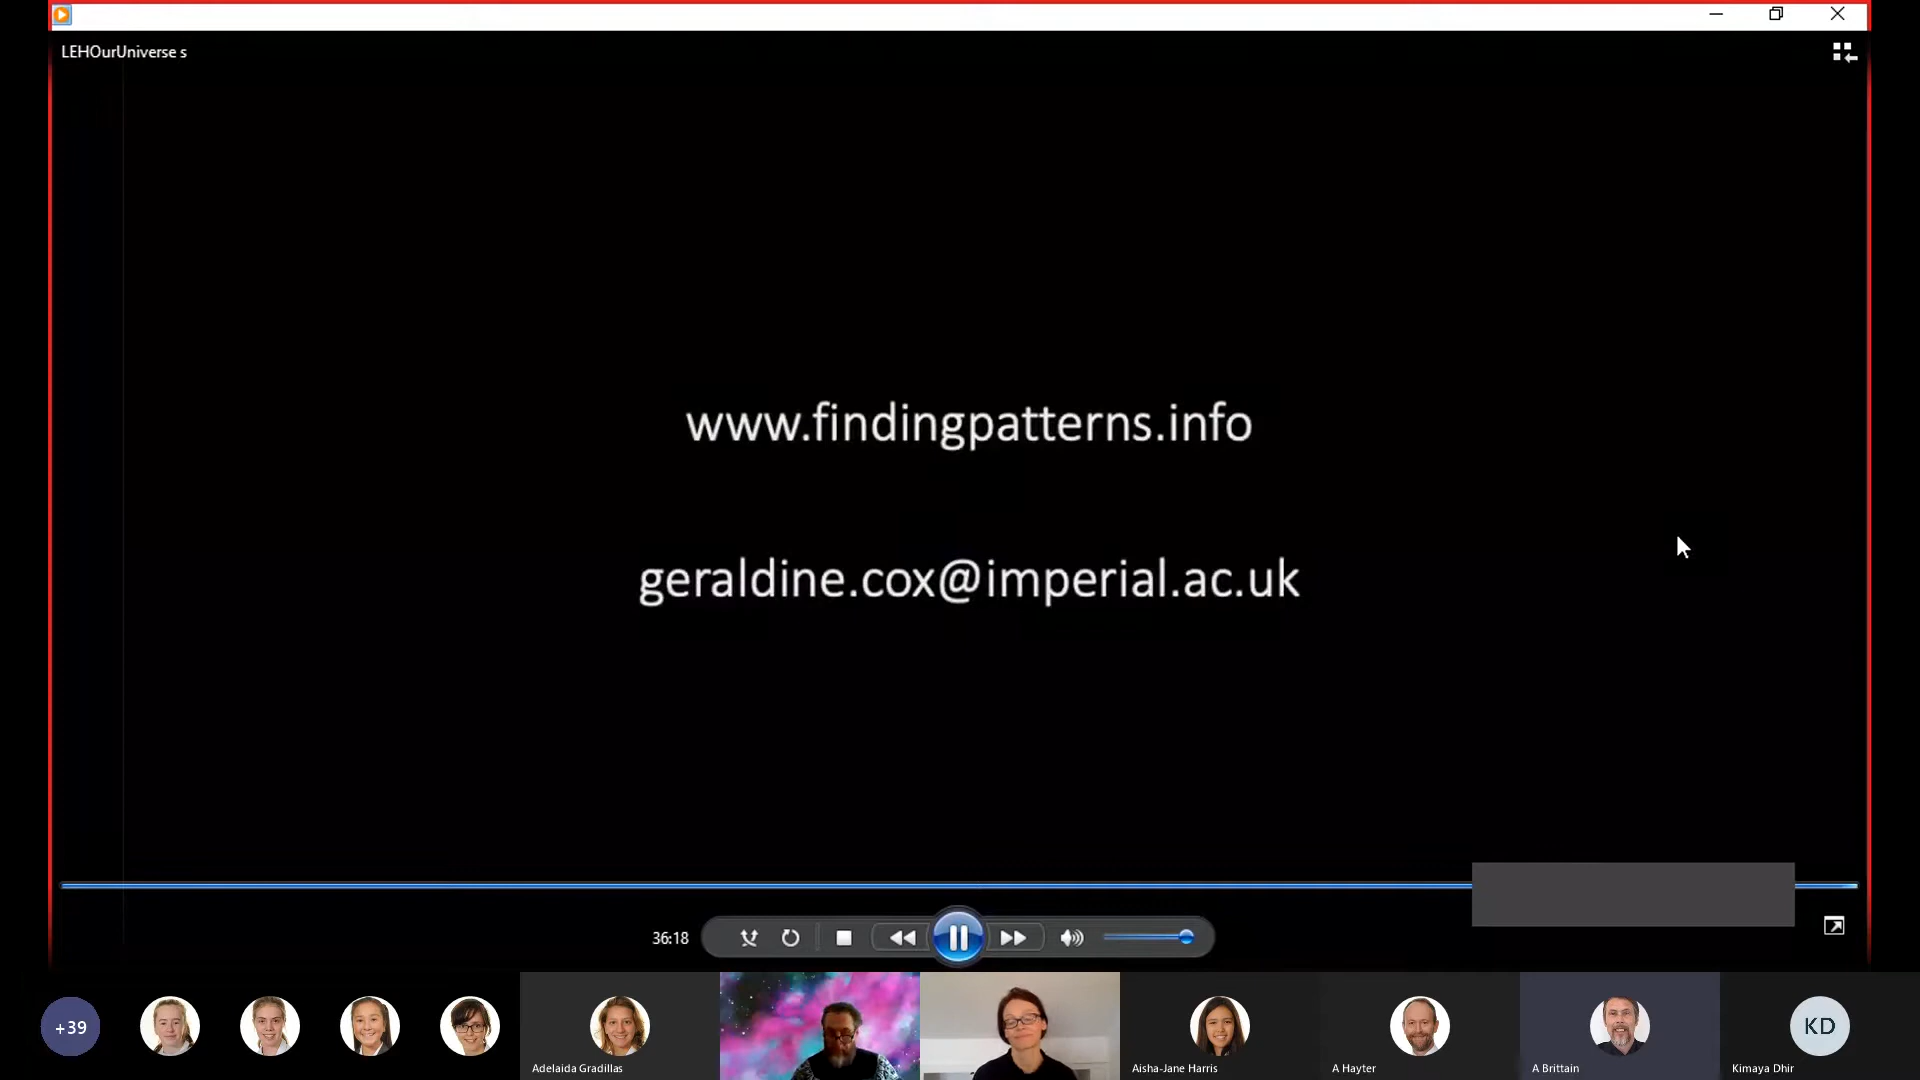 LEHOurUniverse s
www.findingpatterns.info
geraldine.cox@imperial.ac.uk
36:18
+39
Adelaida Gradillas
Aisha-Jane Harris
A Hayter
A Brittain
KD
Kimaya Dhir